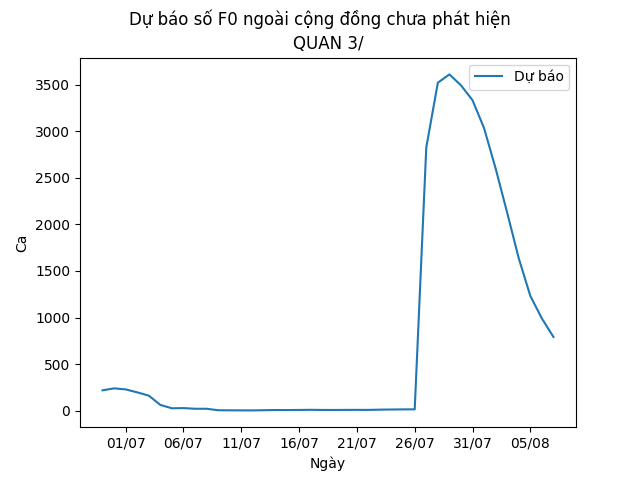 Dự báo số F0 ngoài cộng đồng chưa phát hiện
QUAN 3/
Dự báo
Ca
3500
3000
2500
2000
1500
1000
500
0
01/07 06/07 11/07 16/07 21/07 26/07 31/07 05/08
Ngày